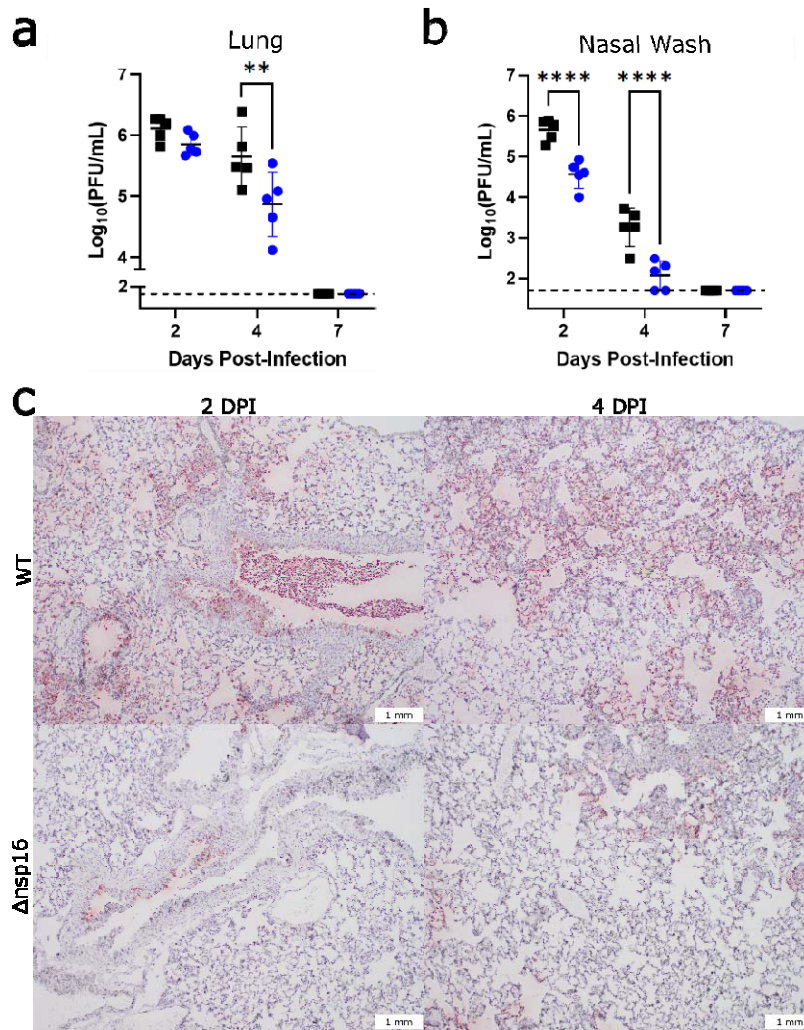 a
Lung
**
Log10(PFU/mL)
7
6
5
4
2
2 4 7
Days Post-Infection
b
Nasal Wash
**** ****
Log10(PFU/mL)
7
6
5
4
3
2
2 4 7
Days Post-Infection
c
2 DPI 4 DPI
WT
1 mm 1 mm
Δnsp16
1 mm 1 mm